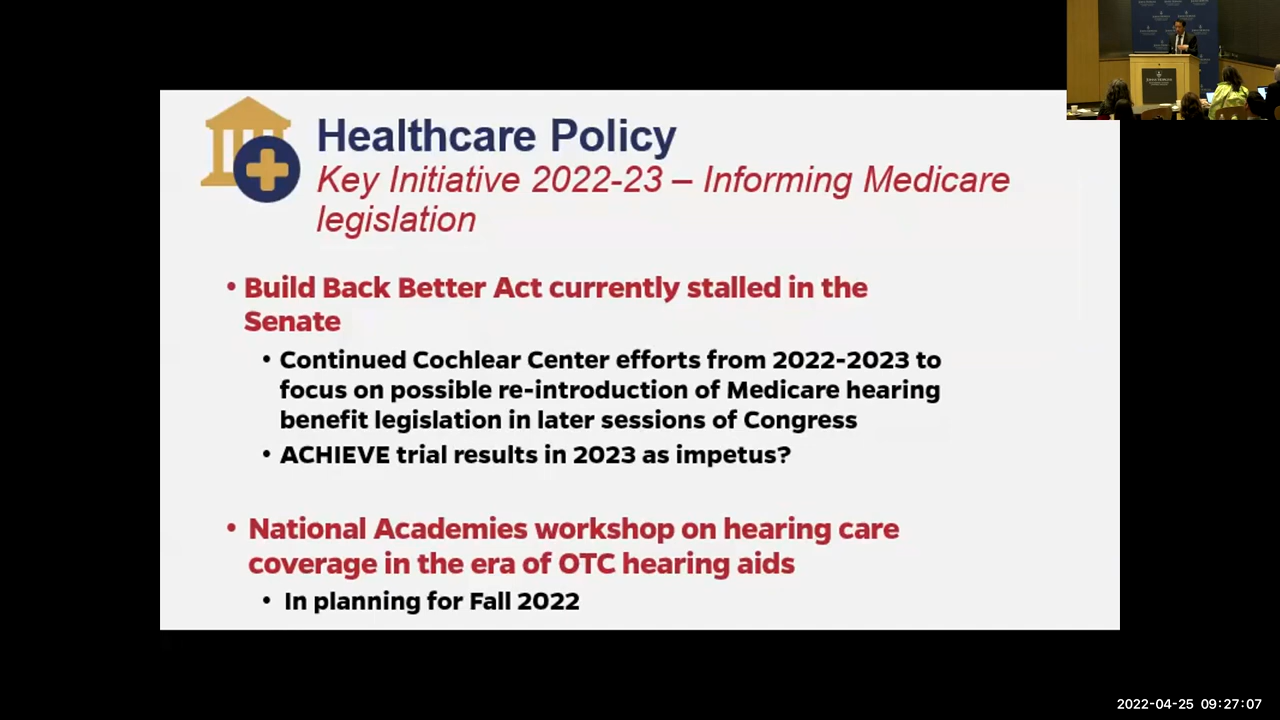 Healthcare Policy
Key Initiative 2022-23 – Informing Medicare
legislation
• Build Back Better Act currently stalled in the
Senate
• Continued Cochlear Center efforts from 2022-2023 to
focus on possible re-introduction of Medicare hearing
benefit legislation in later sessions of Congress
• ACHIEVE trial results in 2023 as impetus?
• National Academies workshop on hearing care
coverage in the era of OTC hearing aids
• In planning for Fall 2022
2022-04-25 09:27:07